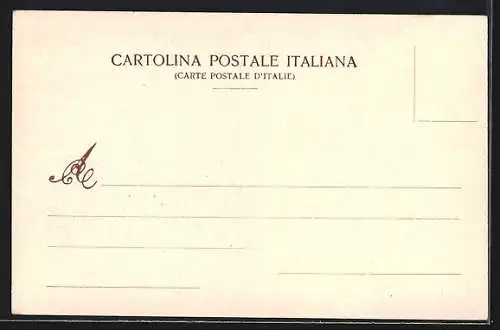 CARTOLINA POSTALE ITALIANA
(CARTE POSTALE D'ITALIE)
A